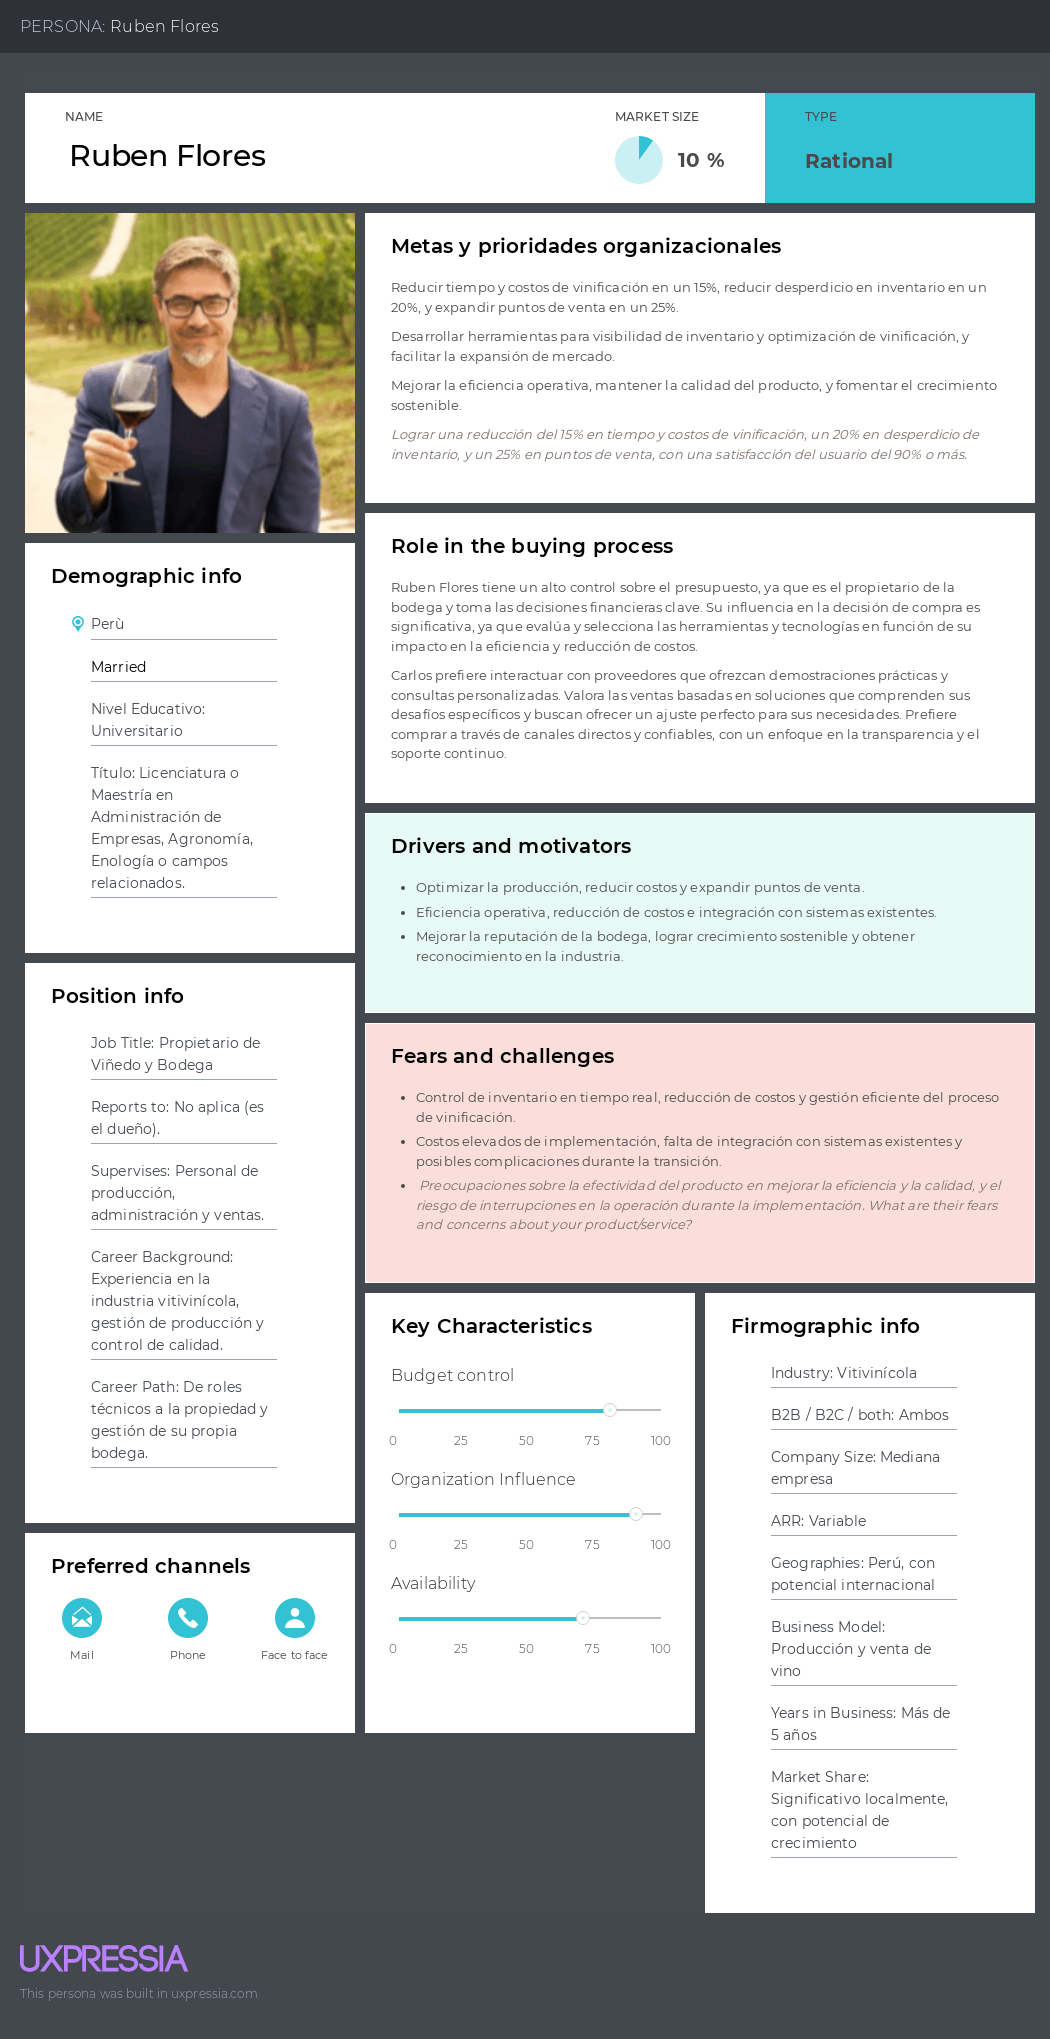 PERSONA: Ruben Flores
NAME
Ruben Flores
MARKET SIZE
10 %
TYPE
Rational
Metas y prioridades organizacionales
Reducir tiempo y costos de vinificación en un 15%, reducir desperdicio en inventario en un
20%, y expandir puntos de venta en un 25%.
Desarrollar herramientas para visibilidad de inventario y optimización de vinificación, y
facilitar la expansión de mercado.
Mejorar la eficiencia operativa, mantener la calidad del producto, y fomentar el crecimiento
sostenible.
Lograr una reducción del 15% en tiempo y costos de vinificación, un 20% en desperdicio de
inventario, y un 25% en puntos de venta, con una satisfacción del usuario del 90% o más.
Demographic info
Perù
Married
Nivel Educativo:
Universitario
Título: Licenciatura o
Maestría en
Administración de
Empresas, Agronomía,
Enología o campos
relacionados.
Role in the buying process
Ruben Flores tiene un alto control sobre el presupuesto, ya que es el propietario de la
bodega y toma las decisiones financieras clave. Su influencia en la decisión de compra es
significativa, ya que evalúa y selecciona las herramientas y tecnologías en función de su
impacto en la eficiencia y reducción de costos.
Carlos prefiere interactuar con proveedores que ofrezcan demostraciones prácticas y
consultas personalizadas. Valora las ventas basadas en soluciones que comprenden sus
desafíos específicos y buscan ofrecer un ajuste perfecto para sus necesidades. Prefiere
comprar a través de canales directos y confiables, con un enfoque en la transparencia y el
soporte continuo.
Drivers and motivators
• Optimizar la producción, reducir costos y expandir puntos de venta.
• Eficiencia operativa, reducción de costos e integración con sistemas existentes.
• Mejorar la reputación de la bodega, lograr crecimiento sostenible y obtener
reconocimiento en la industria.
Position info
Job Title: Propietario de
Viñedo y Bodega
Reports to: No aplica (es
el dueño).
Supervises: Personal de
producción,
administración y ventas.
Career Background:
Experiencia en la
industria vitivinícola,
gestión de producción y
control de calidad.
Career Path: De roles
técnicos a la propiedad y
gestión de su propia
bodega.
Fears and challenges
• Control de inventario en tiempo real, reducción de costos y gestión eficiente del proceso
de vinificación.
• Costos elevados de implementación, falta de integración con sistemas existentes y
posibles complicaciones durante la transición.
• Preocupaciones sobre la efectividad del producto en mejorar la eficiencia y la calidad, y el
riesgo de interrupciones en la operación durante la implementación. What are their fears
and concerns about your product/service?
Preferred channels
Mail
Phone
Face to face
Key Characteristics
Budget control
0 25 50 75 100
Organization Influence
0 25 50 75 100
Availability
0 25 50 75 100
Firmographic info
Industry: Vitivinícola
B2B / B2C / both: Ambos
Company Size: Mediana
empresa
ARR: Variable
Geographies: Perú, con
potencial internacional
Business Model:
Producción y venta de
vino
Years in Business: Más de
5 años
Market Share:
Significativo localmente,
con potencial de
crecimiento
UXPRESSIA
This persona was built in uxpressia.com